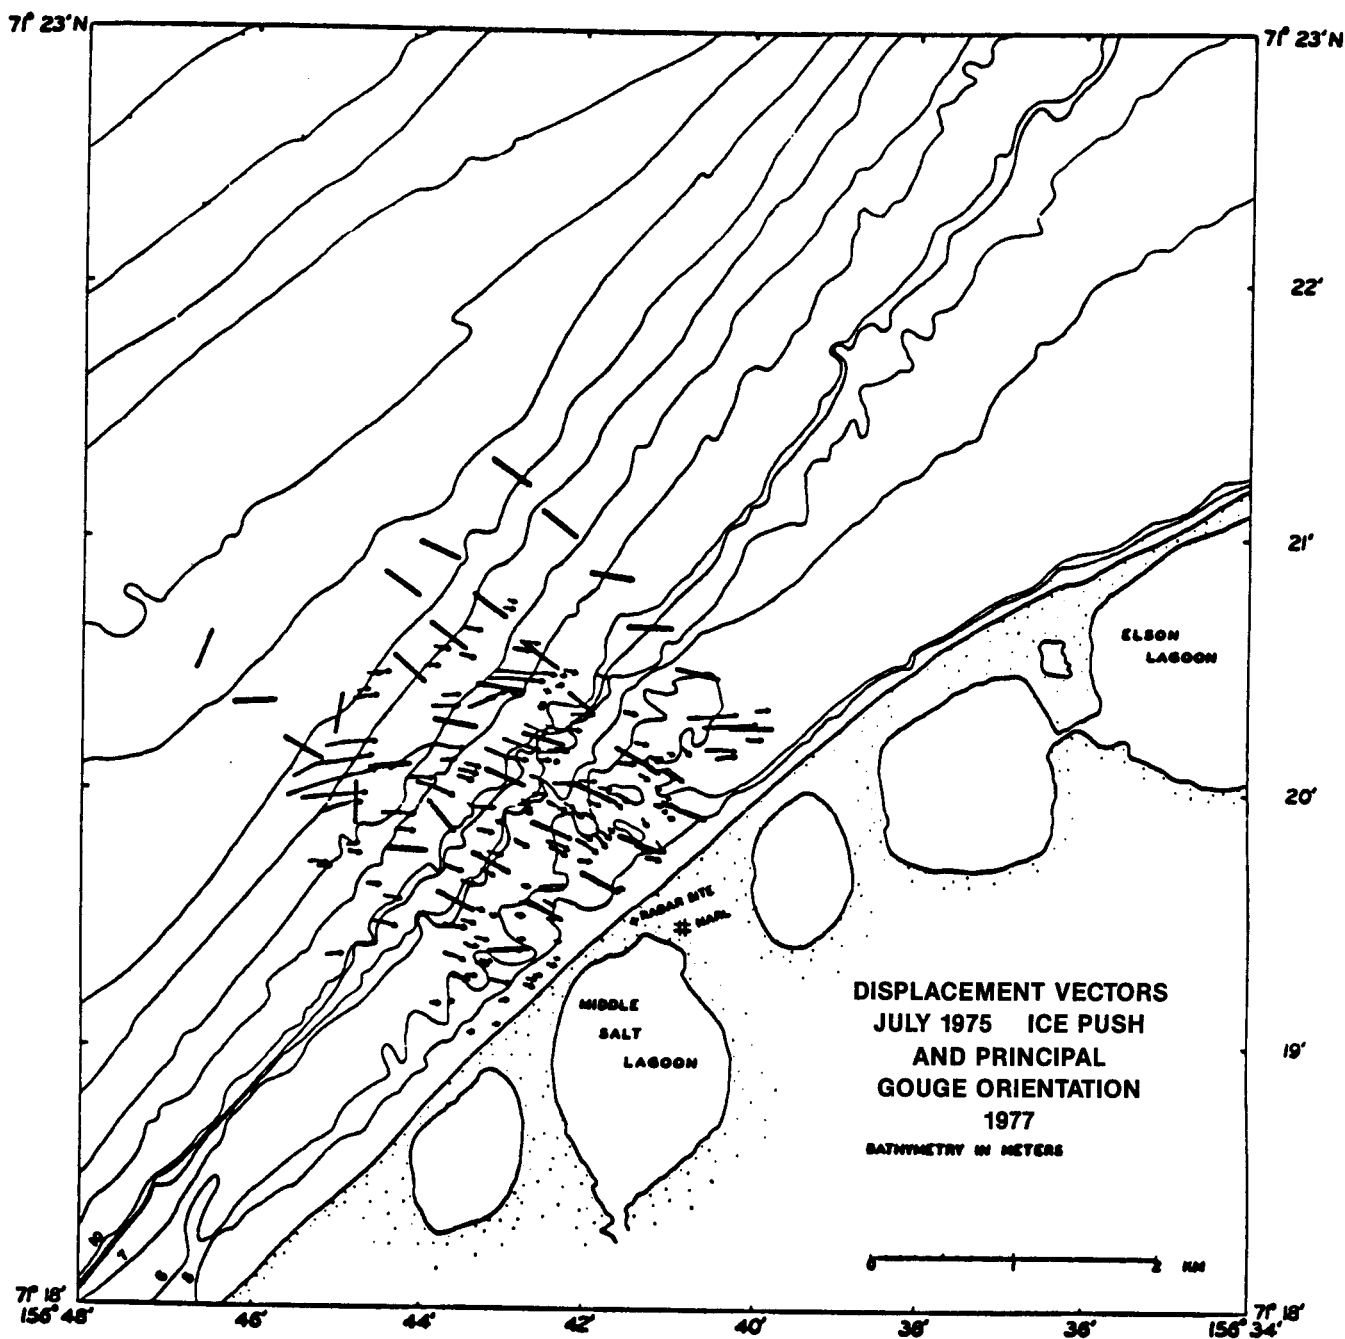 71° 23' N
71° 23' N
22'
21'
ELSON
LAGOON
20'
RADAR SITE
NARL
MIDDLE
SALT
LAGOON
DISPLACEMENT VECTORS
JULY 1975 ICE PUSH
AND PRINCIPAL
GOUGE ORIENTATION
1977
BATHYMETRY IN METERS
19'
7
6
0 2 KM
71° 18'
71° 18'
156° 48' 46' 44' 42' 40' 38' 36' 156° 34'